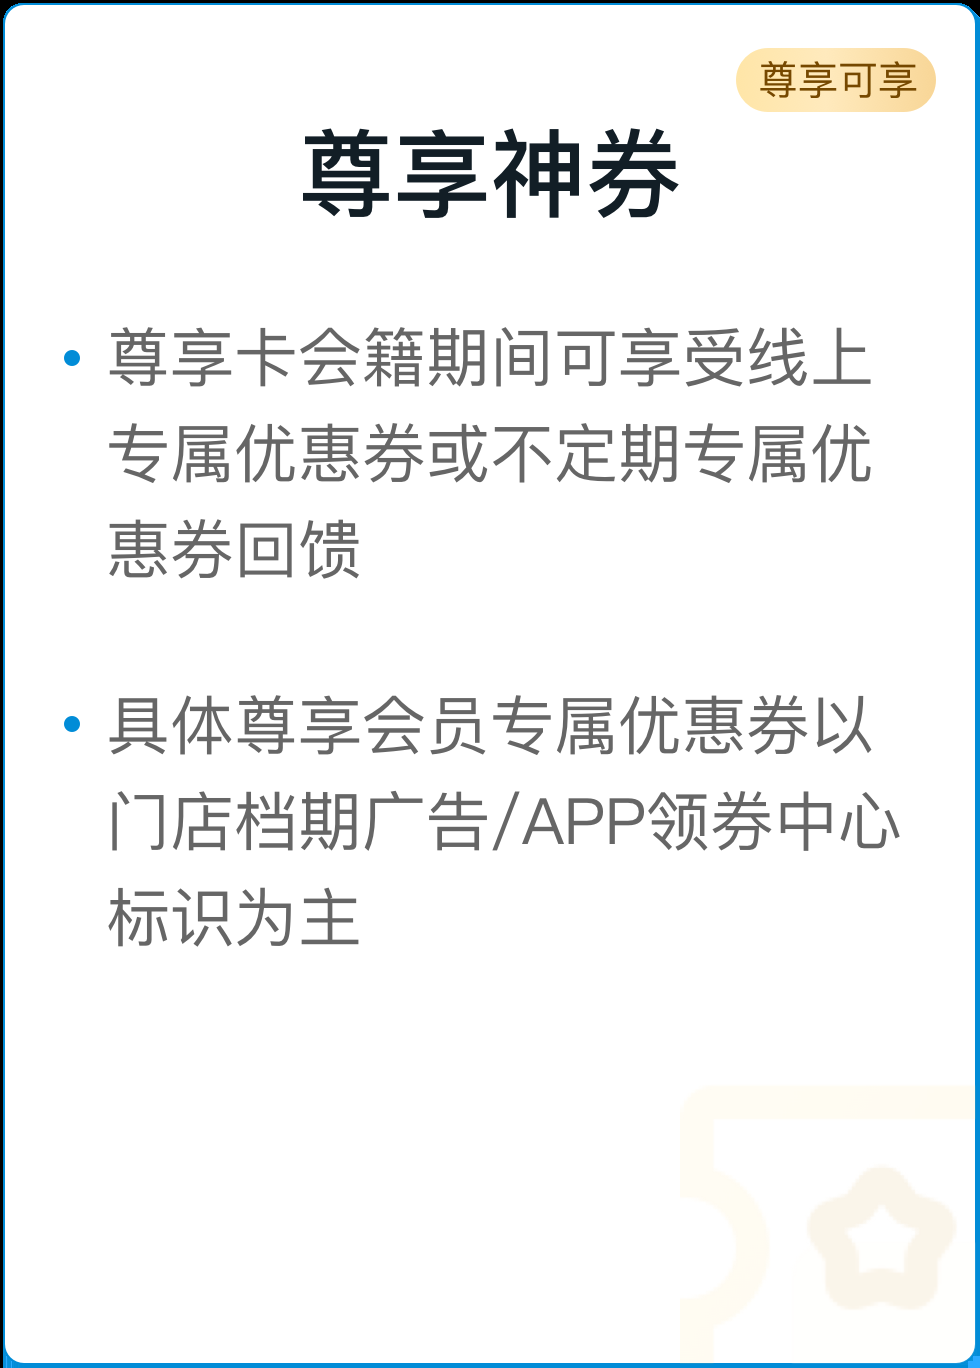 尊享可享
尊享神券
尊享卡会籍期间可享受线上
专属优惠券或不定期专属优
惠券回馈
具体尊享会员专属优惠券以
门店档期广告/APP领券中心
标识为主